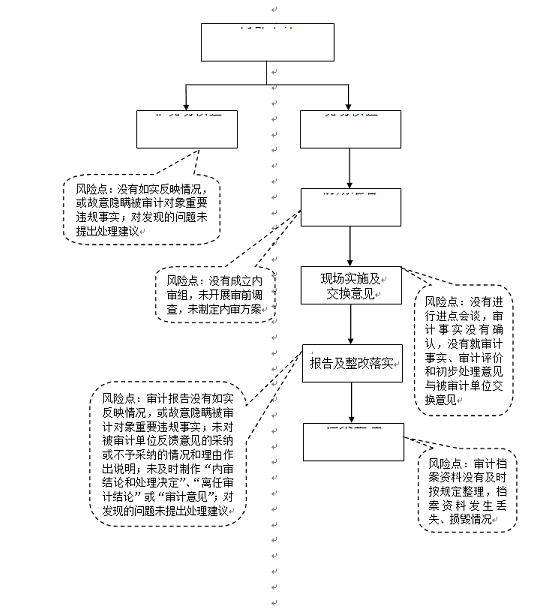 风险点：没有如实反映情况，
或故意隐瞒被审计对象重要
违规事实；对发现的问题未
提出处理建议
风险点：没有成立内
审组，未开展审前调
查，未制定内审方案
现场实施及
交换意见
风险点：没有进
行进点会谈，审
计事实没有确
认，没有就审计
事实、审计评价
和初步处理意见
与被审计单位交
换意见
报告及整改落实
风险点：审计报告没有如实
反映情况，或故意隐瞒被审
计对象重要违规事实；未对
被审计单位反馈意见的采纳
或不予采纳的情况和理由作
出说明；未及时制作“内审
结论和处理决定”、“离任审
计结论”或“审计意见”；对
发现的问题未提出处理建议
风险点：审计档
案资料没有及时
按规定整理，档
案资料发生丢
失、损毁情况